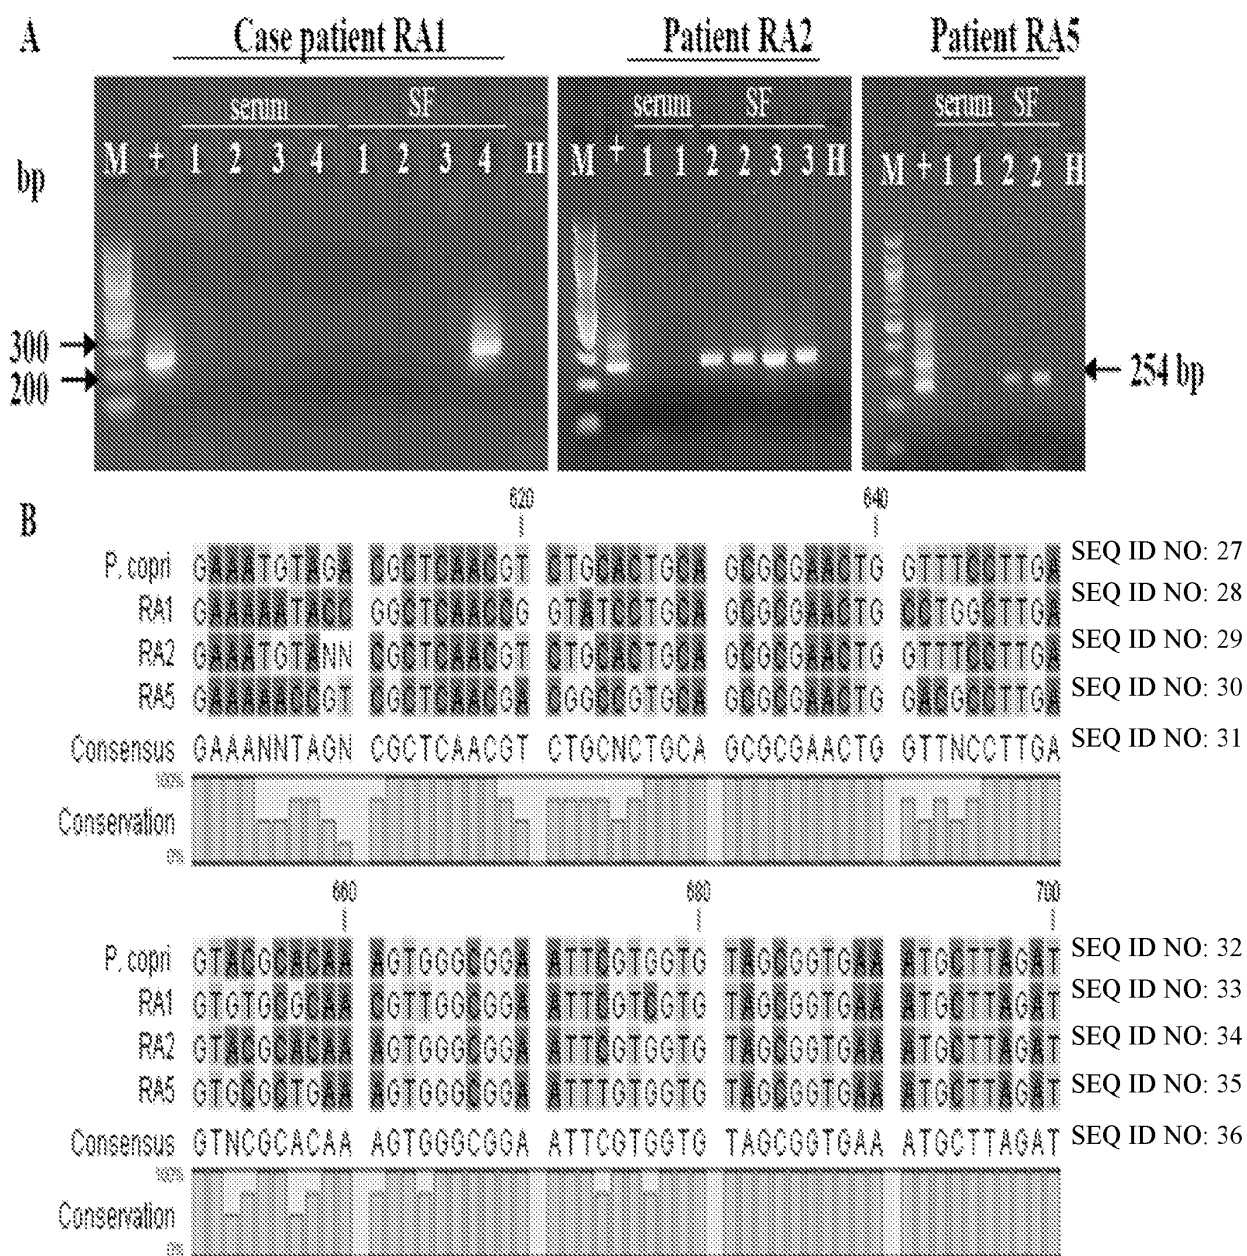 A Case patient RA1 Patient RA2 Patient RA5
serum SF serum SF serum SF
bp M + 1 2 3 4 1 2 3 4 H M + 1 1 2 2 3 3 H M + 1 1 2 2 H
300
200
254 bp
B
620 640
P. copri GAAATGTAGA CGCTCAACGT CTGCACTGCA GCGCGAACTG GTTTCCTTGA SEQ ID NO: 27
RA1 GAAAAATACC GGCTCAACCG GTATCCTGCA GCGCGAACTG CCTGGCTTGA SEQ ID NO: 28
RA2 GAAATGTANN CGCTCAACGT CTGCACTGCA GCGCGAACTG GTTTCCTTGA SEQ ID NO: 29
RA5 GAAAAACCGT CGCTCAACGA CGGCCGTGCA GCGCGAACTG GACGCCTTGA SEQ ID NO: 30
Consensus GAAANNTAGN CGCTCAACGT CTGCNCTGCA GCGCGAACTG GTTNCCTTGA SEQ ID NO: 31
100%
Conservation
0%
660 680 700
P. copri GTACGCACAA AGTGGGCGGA ATTCGTGGTG TAGCGGTGAA ATGCTTAGAT SEQ ID NO: 32
RA1 GTGTGCGCAA CGTTGGCGGA ATTCGTCGTG TAGCGGTGAA ATGCTTAGAT SEQ ID NO: 33
RA2 GTACGCACAA AGTGGGCGGA ATTCGTGGTG TAGCGGTGAA ATGCTTAGAT SEQ ID NO: 34
RA5 GTGCGCTGAA AGTGGGCGGA ATTTGTGGTG TAGCGGTGAA ATGCTTAGAT SEQ ID NO: 35
Consensus GTNCGCACAA AGTGGGCGGA ATTCGTGGTG TAGCGGTGAA ATGCTTAGAT SEQ ID NO: 36
100%
Conservation
0%